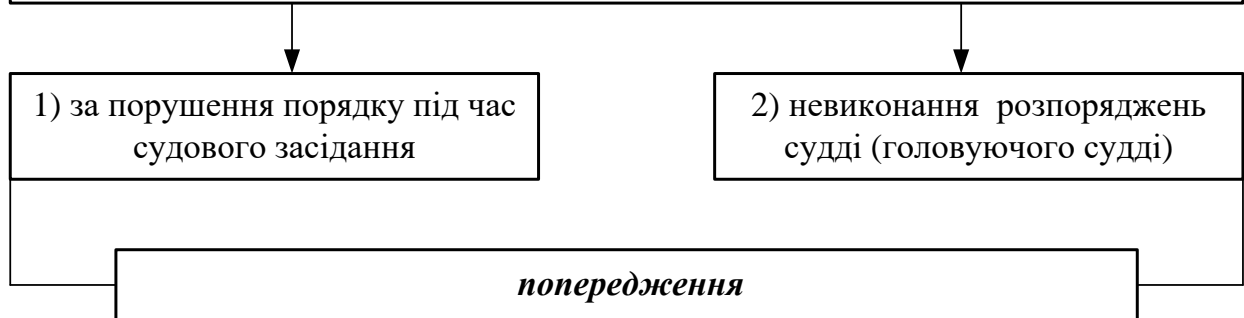 1) за порушення порядку під час
судового засідання
2) невиконання розпоряджень
судді (головуючого судді)
попередження